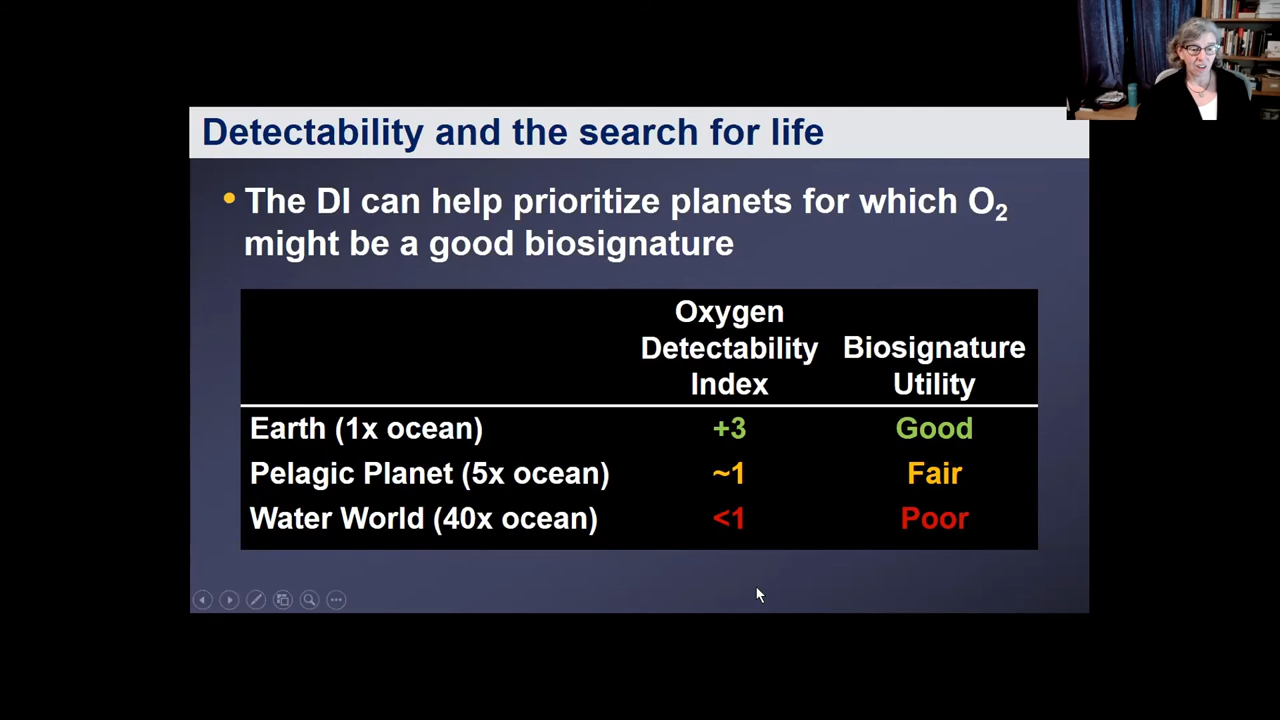 Detectability and the search for life
• The DI can help prioritize planets for which O₂
might be a good biosignature
Oxygen
Detectability
Index
Biosignature
Utility
Earth (1x ocean) +3 Good
Pelagic Planet (5x ocean) ~1 Fair
Water World (40x ocean) <1 Poor